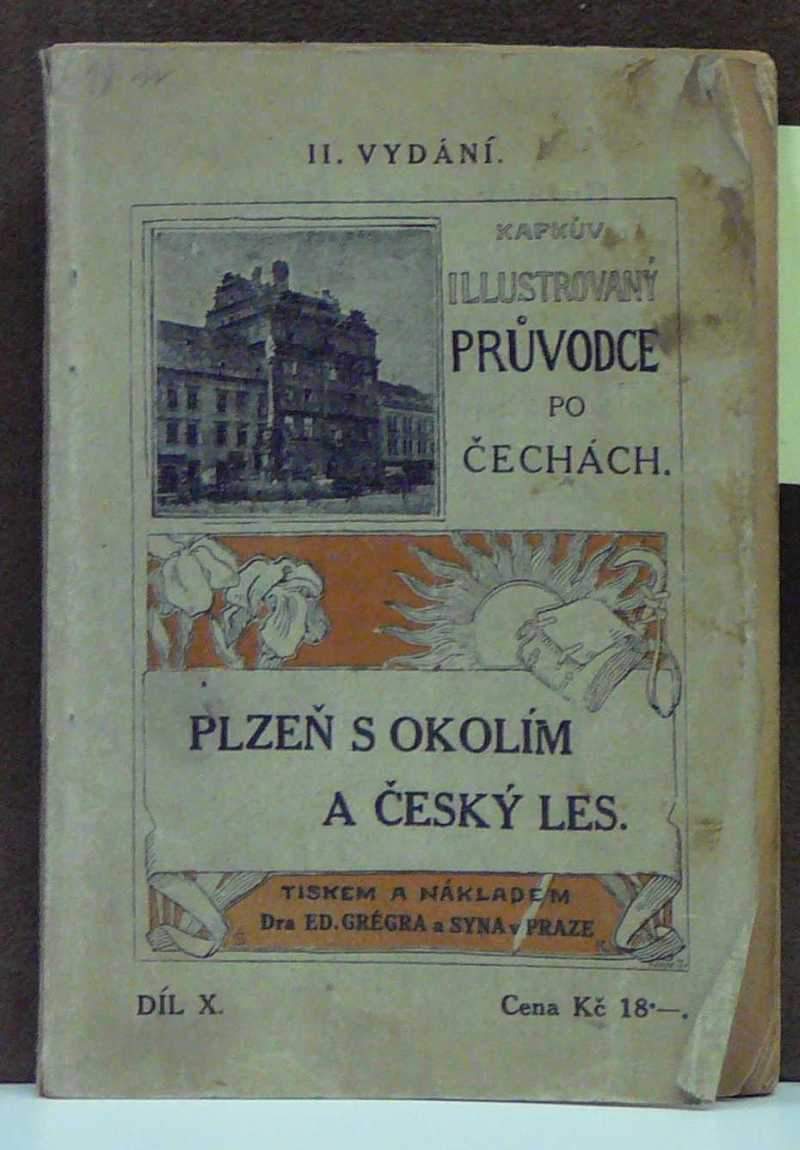 II. VYDÁNÍ.
KAFKŮV
ILLUSTROVANÝ
PRŮVODCE
PO
ČECHÁCH.
PLZEŇ S OKOLÍM
A ČESKÝ LES.
TISKEM A NÁKLADEM
Dra ED. GRÉGRA a SYNA v PRAZE
DÍL X.
Cena Kč 18·—.